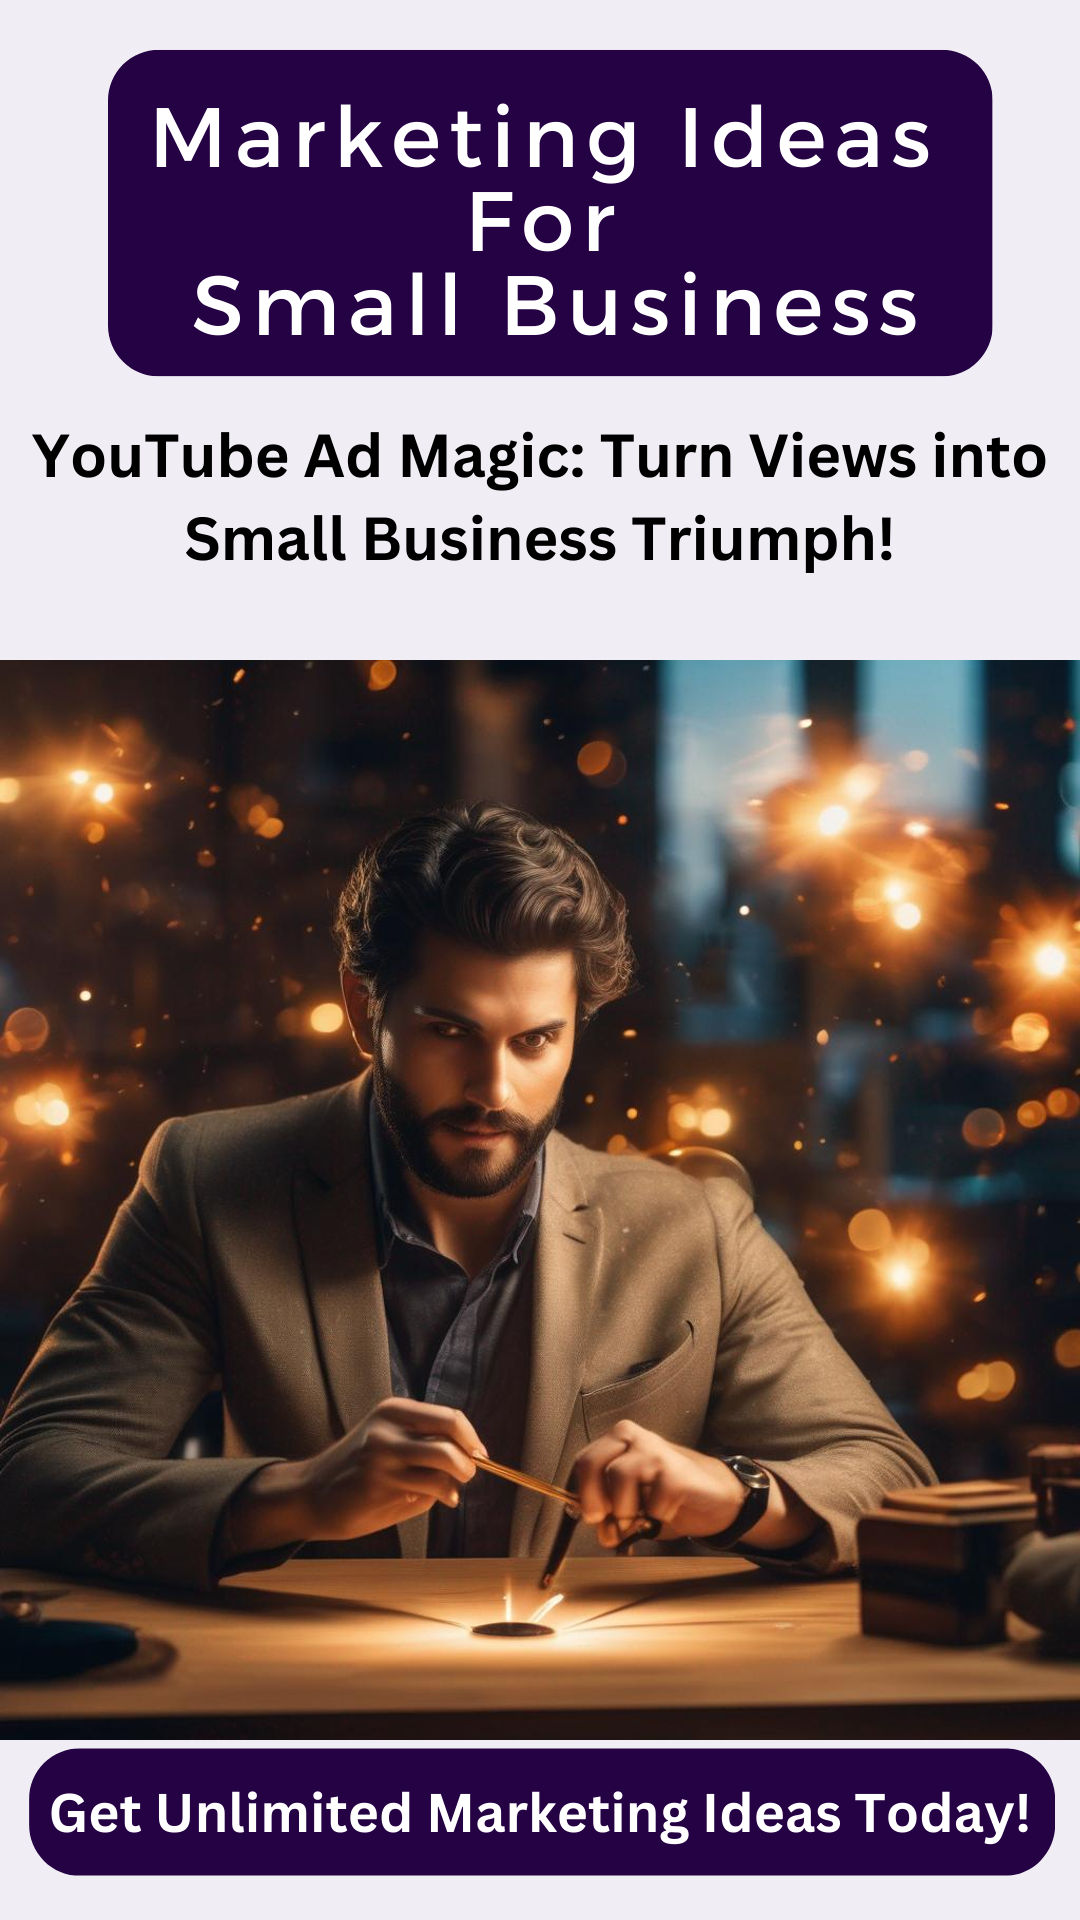 Marketing Ideas
For
Small Business
YouTube Ad Magic: Turn Views into
Small Business Triumph!
Get Unlimited Marketing Ideas Today!